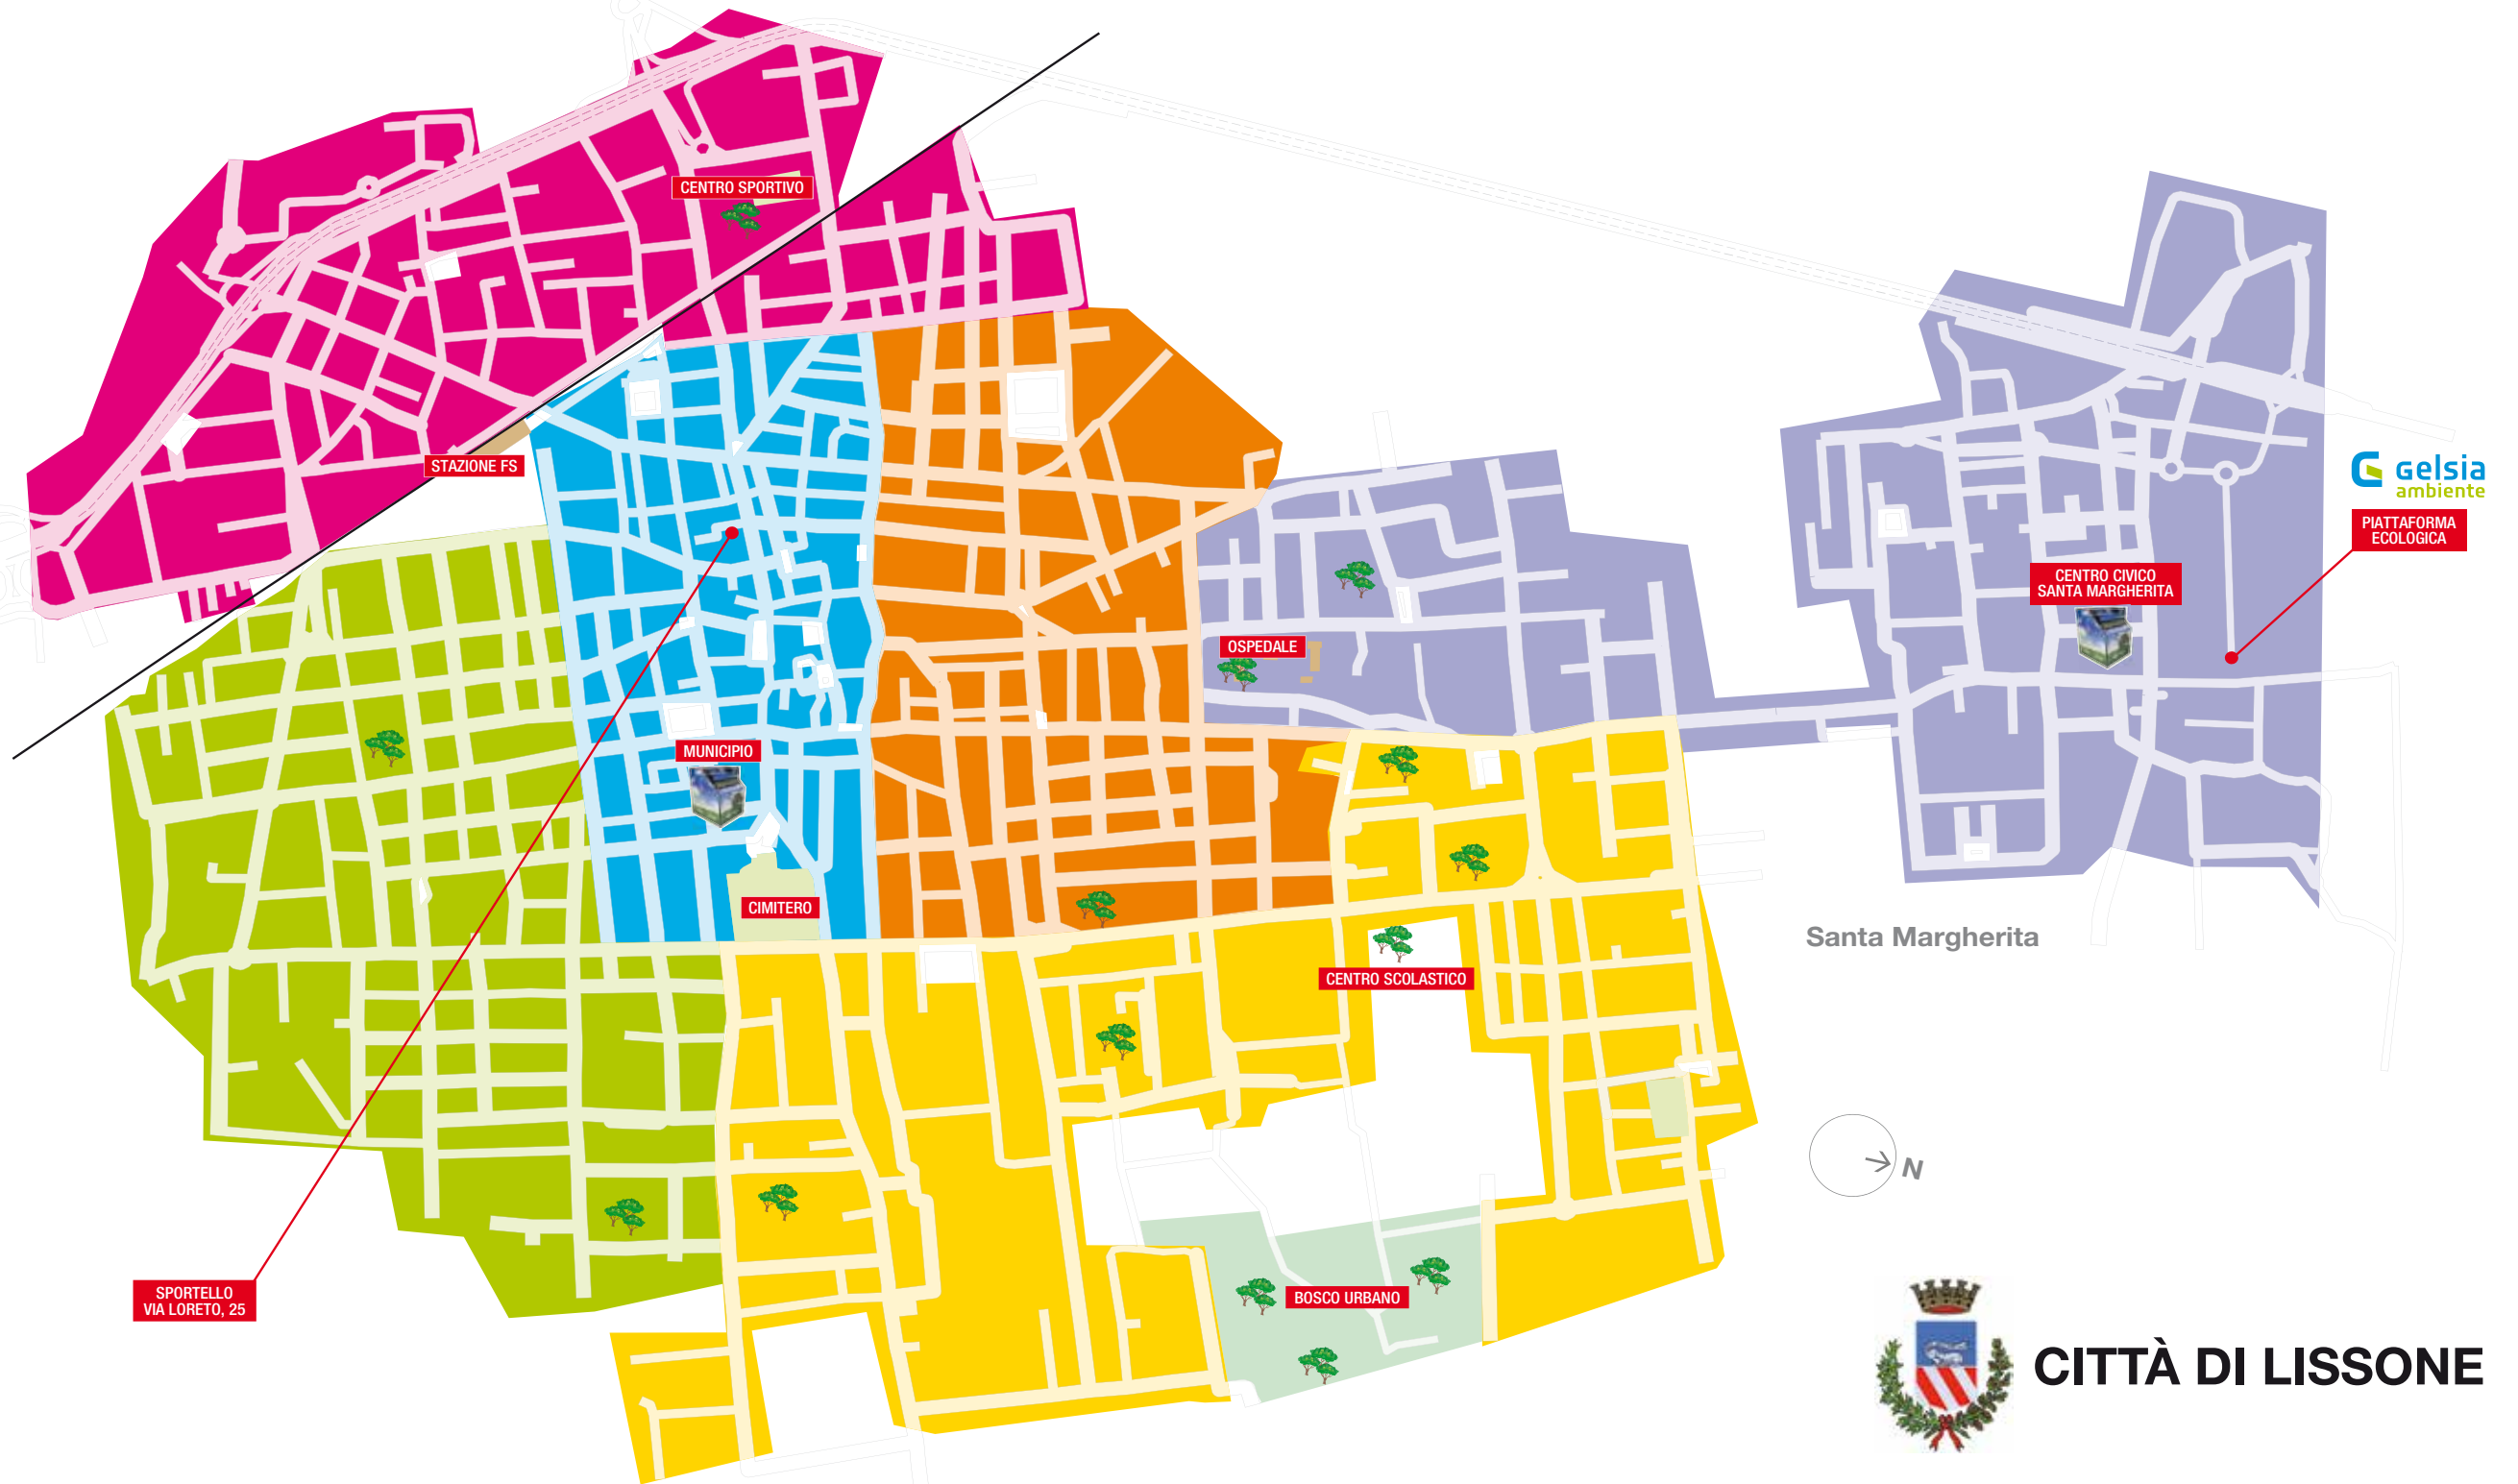 CENTRO SPORTIVO
STAZIONE FS
Gelsia
ambiente
PIATTAFORMA
ECOLOGICA
CENTRO CIVICO
SANTA MARGHERITA
OSPEDALE
MUNICIPIO
CIMITERO
Santa Margherita
CENTRO SCOLASTICO
N
SPORTELLO
VIA LORETO, 25
BOSCO URBANO
CITTÀ DI LISSONE